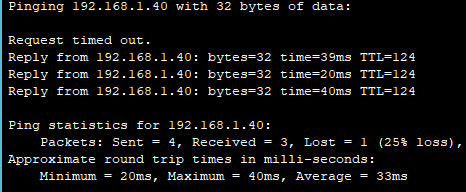 Pinging 192.168.1.40 with 32 bytes of data:
Request timed out.
Reply from 192.168.1.40: bytes=32 time=39ms TTL=124
Reply from 192.168.1.40: bytes=32 time=20ms TTL=124
Reply from 192.168.1.40: bytes=32 time=40ms TTL=124
Ping statistics for 192.168.1.40:
Packets: Sent = 4, Received = 3, Lost = 1 (25% loss),
Approximate round trip times in milli-seconds:
Minimum = 20ms, Maximum = 40ms, Average = 33ms